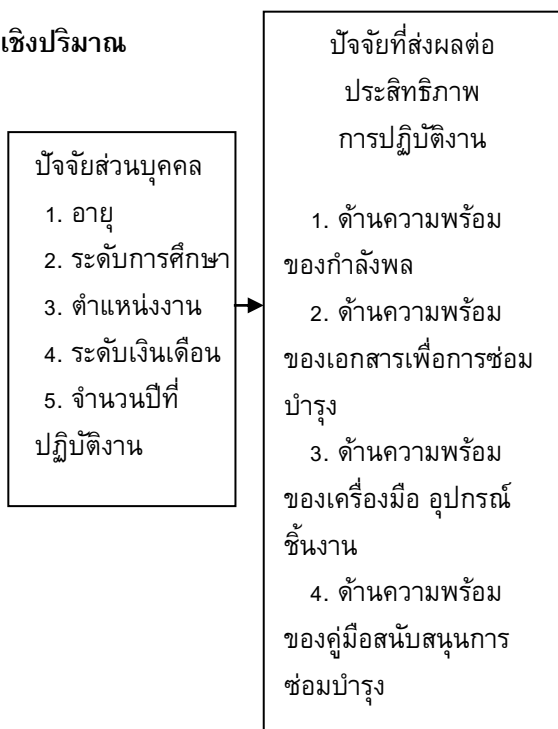 เชิงปริมาณ
ปัจจัยส่วนบุคคล
1. อายุ
2. ระดับการศึกษา
3. ตำแหน่งงาน
4. ระดับเงินเดือน
5. จำนวนปีที่
ปฏิบัติงาน
ปัจจัยที่ส่งผลต่อ
ประสิทธิภาพ
การปฏิบัติงาน
1. ด้านความพร้อม
ของกำลังพล
2. ด้านความพร้อม
ของเอกสารเพื่อการซ่อม
บำรุง
3. ด้านความพร้อม
ของเครื่องมือ อุปกรณ์
ชิ้นงาน
4. ด้านความพร้อม
ของคู่มือสนับสนุนการ
ซ่อมบำรุง